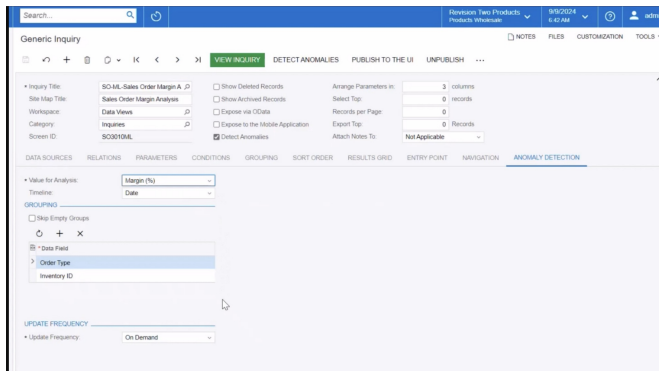 Search...
Revision Two Products
Products Wholesale
9/9/2024
6:42 AM
Generic Inquiry
NOTES FILES CUSTOMIZATION TOOLS
VIEW INQUIRY DETECT ANOMALIES PUBLISH TO THE UI UNPUBLISH ...
* Inquiry Title: SO-ML-Sales Order Margin A Show Deleted Records Arrange Parameters in: 3 columns
Site Map Title: Sales Order Margin Analysis Show Archived Records Select Top: 0 records
Workspace: Data Views Expose via OData Records per Page: 0
Category: Inquiries Expose to the Mobile Application Export Top: 0 Records
Screen ID: SO3010ML Detect Anomalies Attach Notes To: Not Applicable
DATA SOURCES RELATIONS PARAMETERS CONDITIONS GROUPING SORT ORDER RESULTS GRID ENTRY POINT NAVIGATION ANOMALY DETECTION
* Value for Analysis: Margin (%)
Timeline: Date
GROUPING
Skip Empty Groups
* Data Field
Order Type
Inventory ID
UPDATE FREQUENCY
* Update Frequency: On Demand